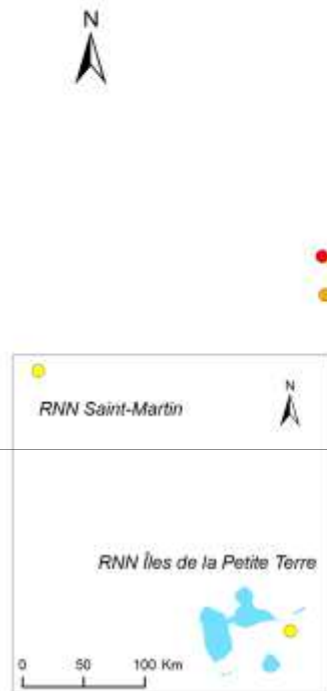 N
RNN Saint-Martin
N
RNN Îles de la Petite Terre
0 50 100 Km